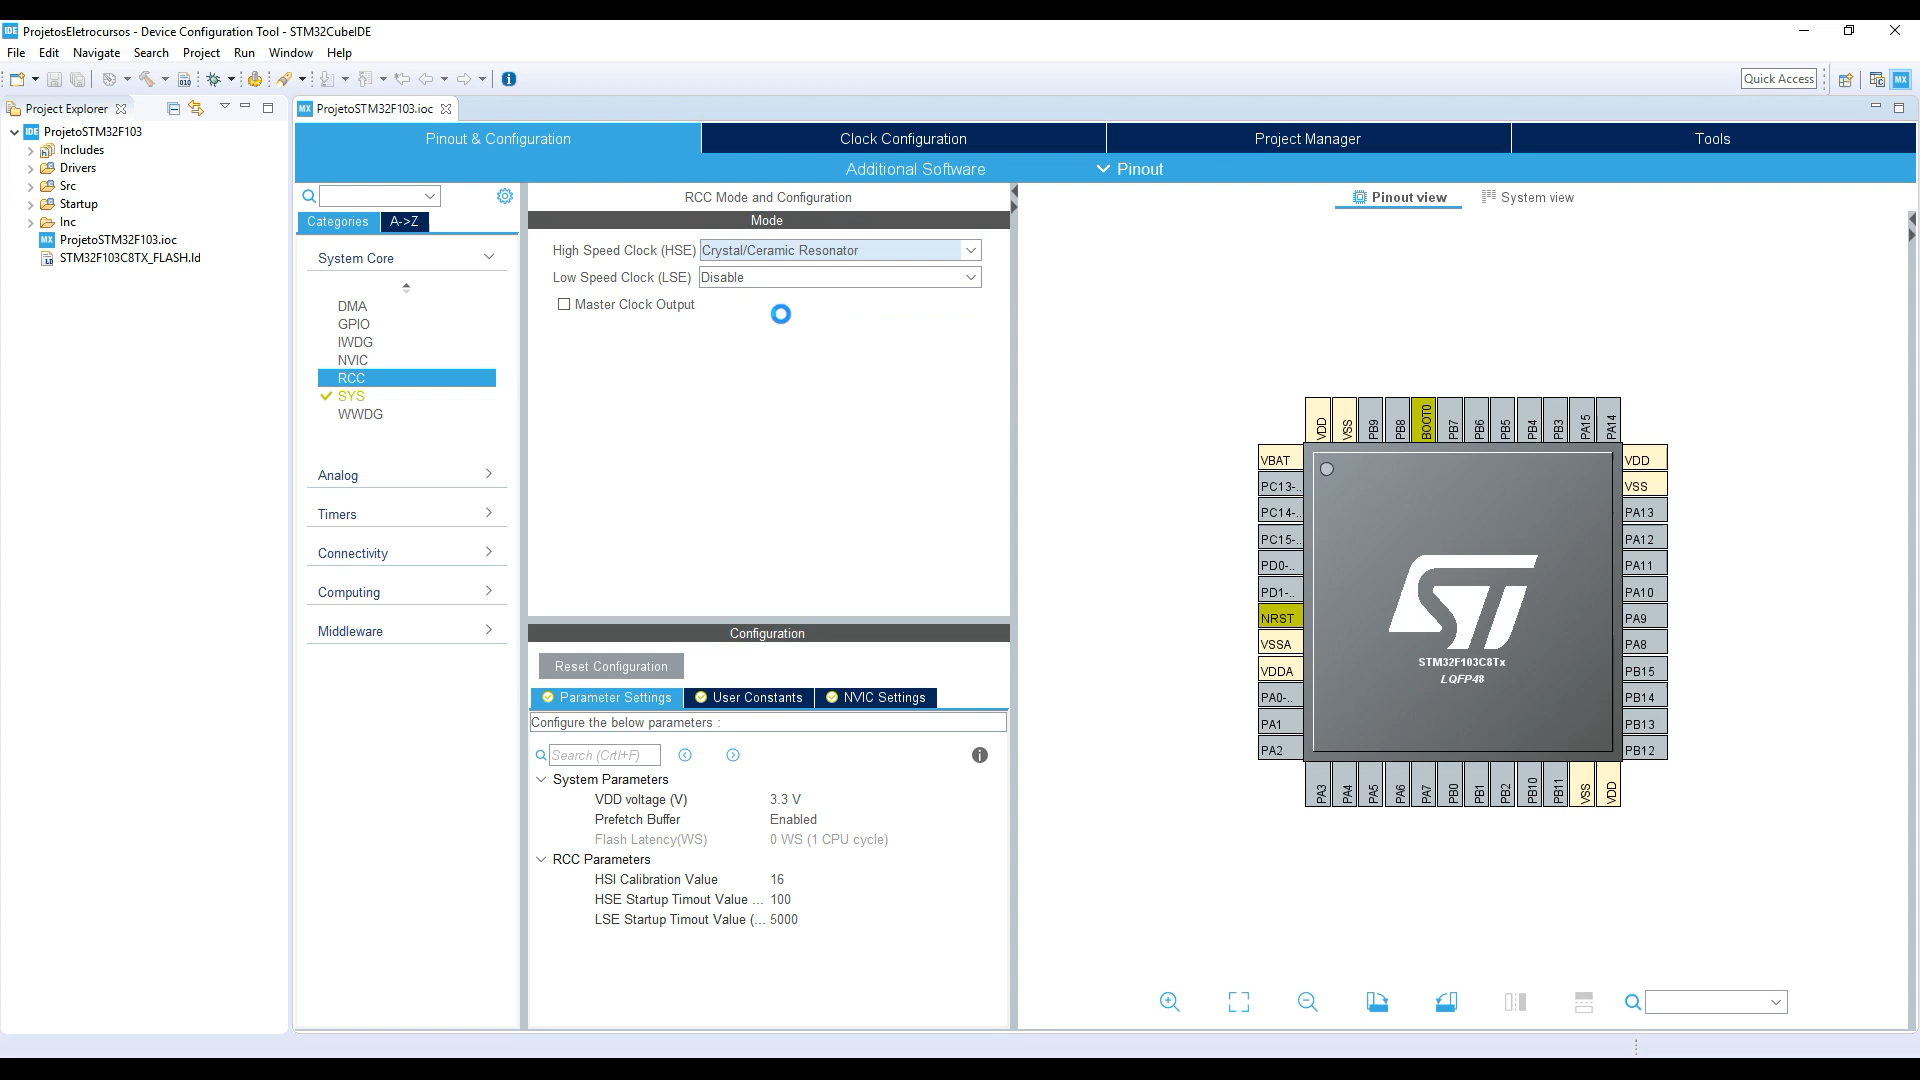 IDE ProjetosEletrocursos - Device Configuration Tool - STM32CubeIDE
File Edit Navigate Search Project Run Window Help
010
Quick Access
MX
Project Explorer
MX ProjetoSTM32F103.ioc
IDE ProjetoSTM32F103
Includes
Drivers
Src
Startup
Inc
MX ProjetoSTM32F103.ioc
STM32F103C8TX_FLASH.ld
Pinout & Configuration
Clock Configuration
Project Manager
Tools
Additional Software
Pinout
Categories
A->Z
System Core
DMA
GPIO
IWDG
NVIC
RCC
SYS
WWDG
Analog
Timers
Connectivity
Computing
Middleware
RCC Mode and Configuration
Mode
High Speed Clock (HSE) Crystal/Ceramic Resonator
Low Speed Clock (LSE) Disable
Master Clock Output
Configuration
Reset Configuration
Parameter Settings
User Constants
NVIC Settings
Configure the below parameters :
Search (Crtl+F)
System Parameters
VDD voltage (V) 3.3 V
Prefetch Buffer Enabled
Flash Latency(WS) 0 WS (1 CPU cycle)
RCC Parameters
HSI Calibration Value 16
HSE Startup Timout Value ... 100
LSE Startup Timout Value (... 5000
Pinout view
System view
VDD VSS PB9 PB8 BOOT0 PB7 PB6 PB5 PB4 PB3 PA15 PA14
VBAT
PC13-..
PC14-..
PC15-..
PD0-..
PD1-..
NRST
VSSA
VDDA
PA0-..
PA1
PA2
ST
STM32F103C8Tx
LQFP48
VDD
VSS
PA13
PA12
PA11
PA10
PA9
PA8
PB15
PB14
PB13
PB12
PA3 PA4 PA5 PA6 PA7 PB0 PB1 PB2 PB10 PB11 VSS VDD